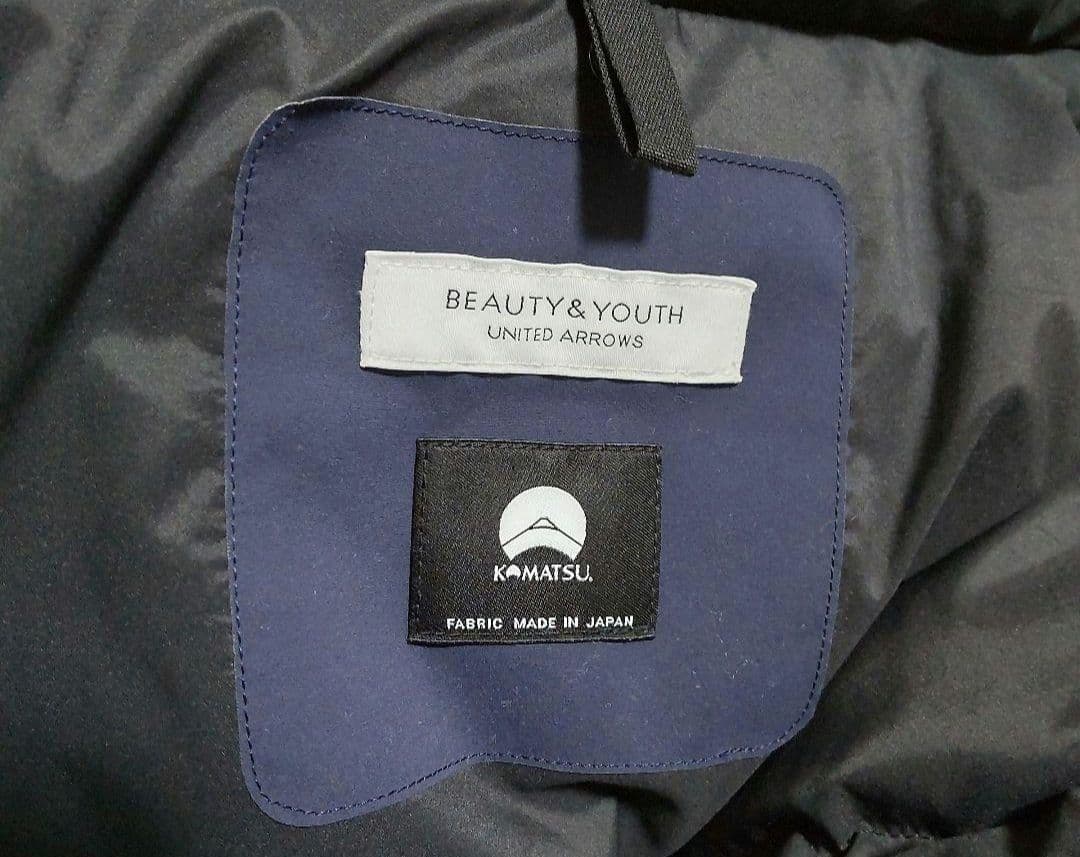 BEAUTY&YOUTH
UNITED ARROWS
KOMATSU.
FABRIC MADE IN JAPAN